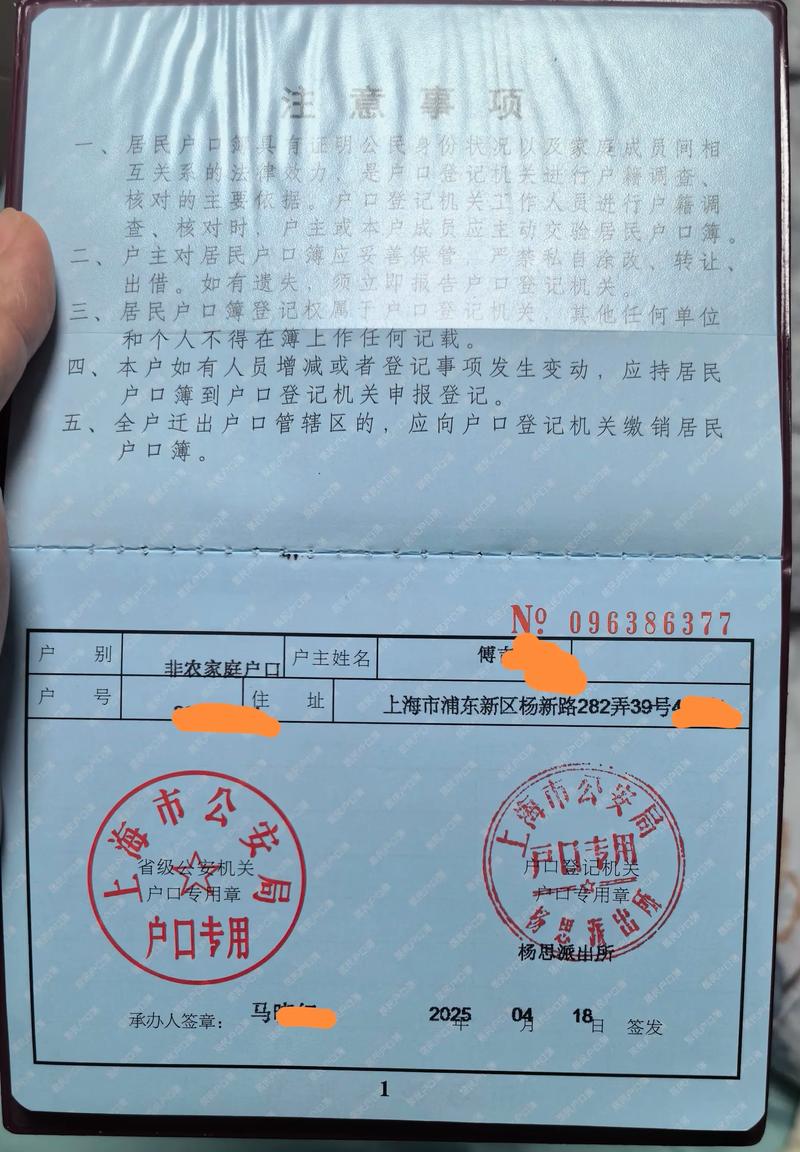 注意事项
一、居民户口簿具有证明公民身份状况以及家庭成员间相
互关系的法律效力，是户口登记机关进行户籍调查、
核对的主要依据。户口登记机关工作人员进行户籍调
查、核对时，户主或本户成员应主动交验居民户口簿。
二、户主对居民户口簿应妥善保管，严禁私自涂改、转让、
出借。如有遗失，须立即报告户口登记机关。
三、居民户口簿登记权属于户口登记机关，其他任何单位
和个人不得在簿上作任何记载。
四、本户如有人员增减或者登记事项发生变动，应持居民
户口簿到户口登记机关申报登记。
五、全户迁出户口管辖区的，应向户口登记机关缴销居民
户口簿。
№ 096386377
户别 非农家庭户口 户主姓名 傅
户号 住址 上海市浦东新区杨新路282弄39号
上海市公安局
户口专用
省级公安机关
户口专用章
上海市公安局
户口专用
杨思派出所
户口登记机关
户口专用章
杨思派出所
承办人签章： 马 2025年 04月 18日 签发
1